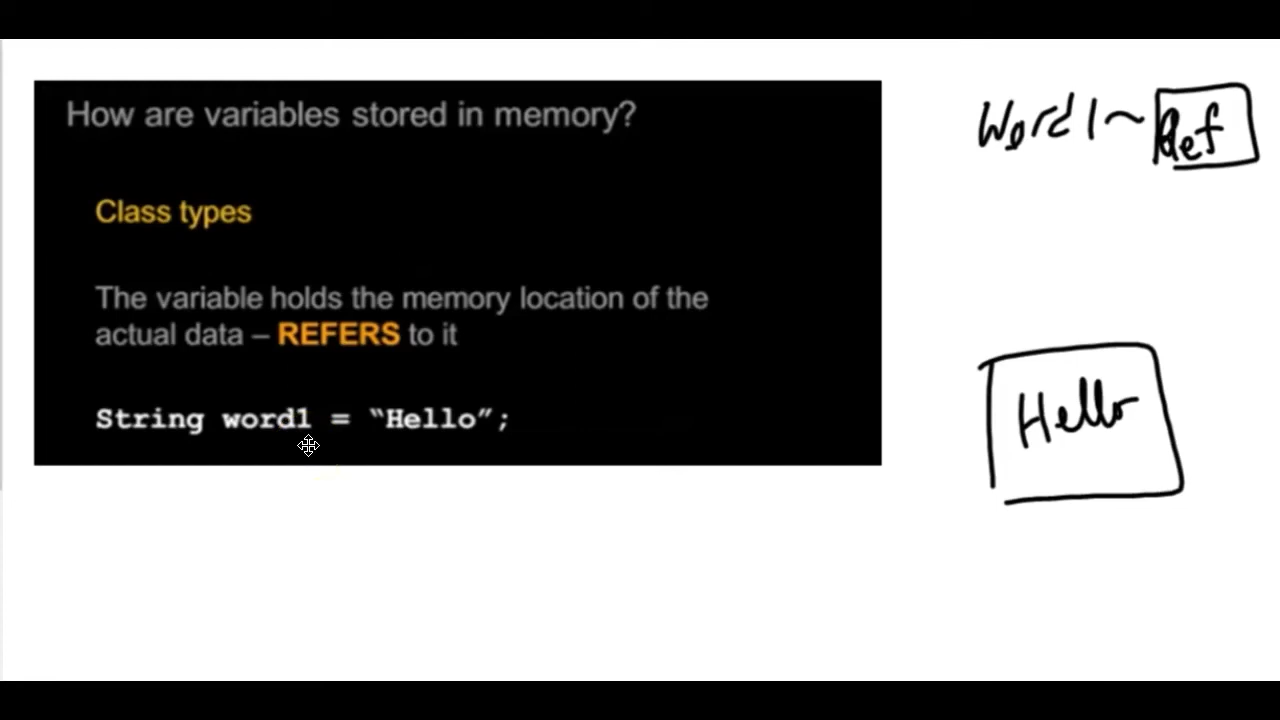 How are variables stored in memory?
Class types
The variable holds the memory location of the
actual data – REFERS to it
String word1 = “Hello”;
Word1 ~ Ref
Hello